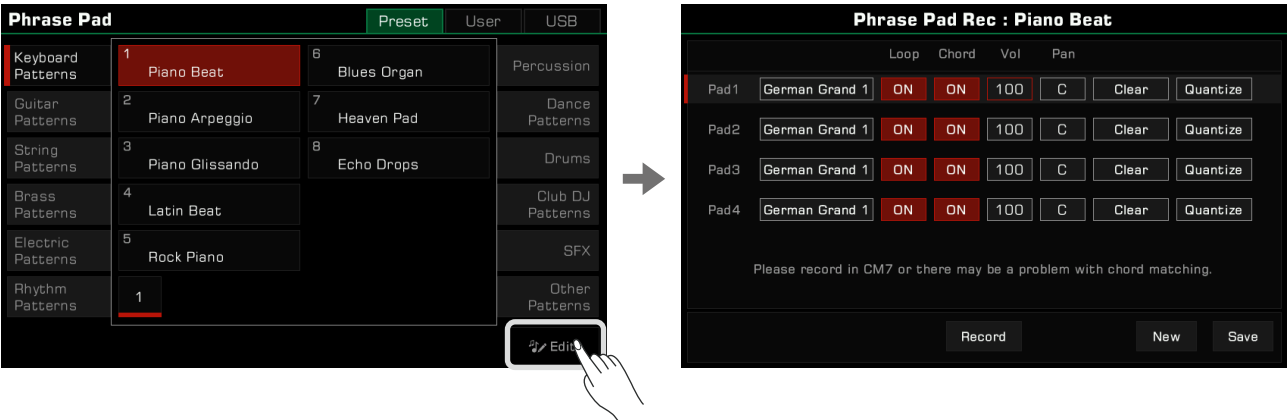 Phrase Pad
Preset
User
USB
Keyboard
Patterns
Guitar
Patterns
String
Patterns
Brass
Patterns
Electric
Patterns
Rhythm
Patterns
1
Piano Beat
2
Piano Arpeggio
3
Piano Glissando
4
Latin Beat
5
Rock Piano
6
Blues Organ
7
Heaven Pad
8
Echo Drops
1
Percussion
Dance
Patterns
Drums
Club DJ
Patterns
SFX
Other
Patterns
Edit
Phrase Pad Rec : Piano Beat
Loop Chord Vol Pan
Pad1 German Grand 1 ON ON 100 C Clear Quantize
Pad2 German Grand 1 ON ON 100 C Clear Quantize
Pad3 German Grand 1 ON ON 100 C Clear Quantize
Pad4 German Grand 1 ON ON 100 C Clear Quantize
Please record in CM7 or there may be a problem with chord matching.
Record
New
Save